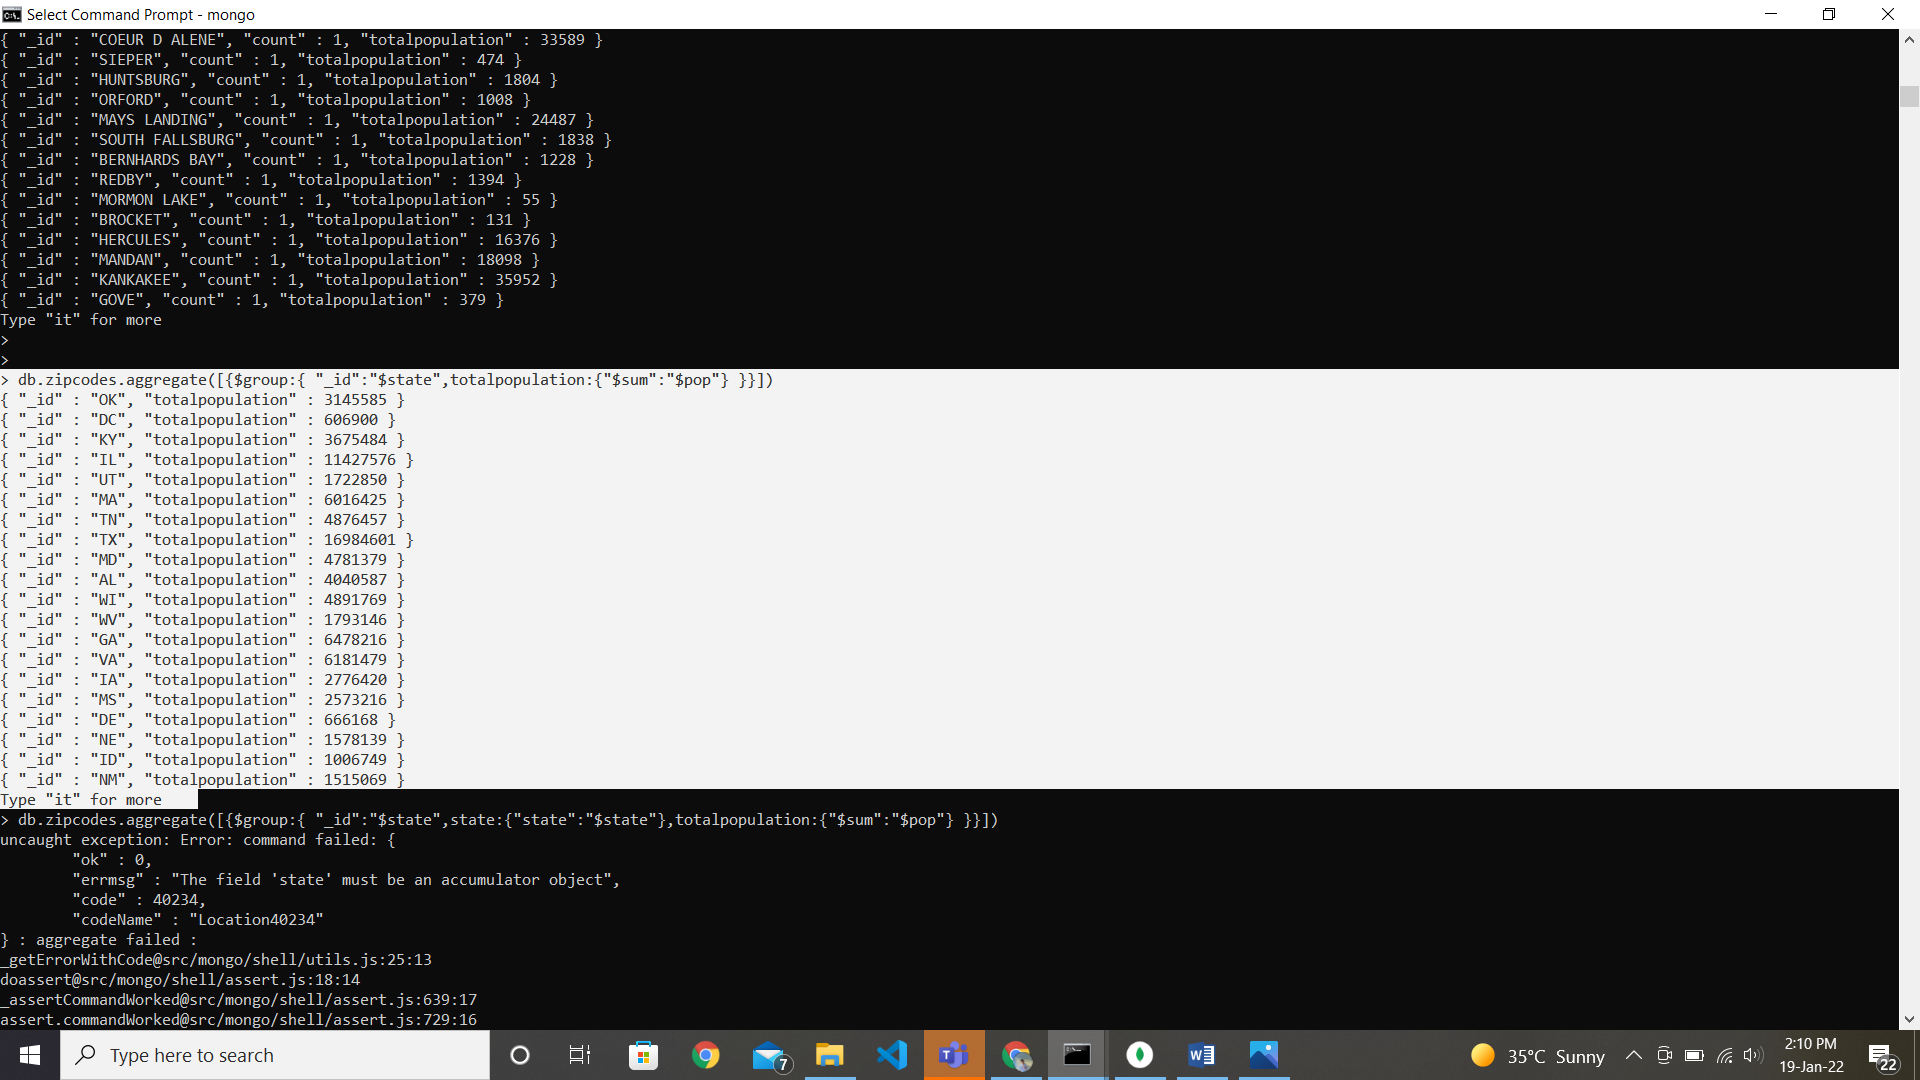 Select Command Prompt - mongo
{ "_id" : "COEUR D ALENE", "count" : 1, "totalpopulation" : 33589 }
{ "_id" : "SIEPER", "count" : 1, "totalpopulation" : 474 }
{ "_id" : "HUNTSBURG", "count" : 1, "totalpopulation" : 1804 }
{ "_id" : "ORFORD", "count" : 1, "totalpopulation" : 1008 }
{ "_id" : "MAYS LANDING", "count" : 1, "totalpopulation" : 24487 }
{ "_id" : "SOUTH FALLSBURG", "count" : 1, "totalpopulation" : 1838 }
{ "_id" : "BERNHARDS BAY", "count" : 1, "totalpopulation" : 1228 }
{ "_id" : "REDBY", "count" : 1, "totalpopulation" : 1394 }
{ "_id" : "MORMON LAKE", "count" : 1, "totalpopulation" : 55 }
{ "_id" : "BROCKET", "count" : 1, "totalpopulation" : 131 }
{ "_id" : "HERCULES", "count" : 1, "totalpopulation" : 16376 }
{ "_id" : "MANDAN", "count" : 1, "totalpopulation" : 18098 }
{ "_id" : "KANKAKEE", "count" : 1, "totalpopulation" : 35952 }
{ "_id" : "GOVE", "count" : 1, "totalpopulation" : 379 }
Type "it" for more
>
>
> db.zipcodes.aggregate([{$group:{ "_id":"$state",totalpopulation:{"$sum":"$pop"} }}])
{ "_id" : "OK", "totalpopulation" : 3145585 }
{ "_id" : "DC", "totalpopulation" : 606900 }
{ "_id" : "KY", "totalpopulation" : 3675484 }
{ "_id" : "IL", "totalpopulation" : 11427576 }
{ "_id" : "UT", "totalpopulation" : 1722850 }
{ "_id" : "MA", "totalpopulation" : 6016425 }
{ "_id" : "TN", "totalpopulation" : 4876457 }
{ "_id" : "TX", "totalpopulation" : 16984601 }
{ "_id" : "MD", "totalpopulation" : 4781379 }
{ "_id" : "AL", "totalpopulation" : 4040587 }
{ "_id" : "WI", "totalpopulation" : 4891769 }
{ "_id" : "WV", "totalpopulation" : 1793146 }
{ "_id" : "GA", "totalpopulation" : 6478216 }
{ "_id" : "VA", "totalpopulation" : 6181479 }
{ "_id" : "IA", "totalpopulation" : 2776420 }
{ "_id" : "MS", "totalpopulation" : 2573216 }
{ "_id" : "DE", "totalpopulation" : 666168 }
{ "_id" : "NE", "totalpopulation" : 1578139 }
{ "_id" : "ID", "totalpopulation" : 1006749 }
{ "_id" : "NM", "totalpopulation" : 1515069 }
Type "it" for more
> db.zipcodes.aggregate([{$group:{ "_id":"$state",state:{"state":"$state"},totalpopulation:{"$sum":"$pop"} }}])
uncaught exception: Error: command failed: {
"ok" : 0,
"errmsg" : "The field 'state' must be an accumulator object",
"code" : 40234,
"codeName" : "Location40234"
} : aggregate failed :
_getErrorWithCode@src/mongo/shell/utils.js:25:13
doassert@src/mongo/shell/assert.js:18:14
_assertCommandWorked@src/mongo/shell/assert.js:639:17
assert.commandWorked@src/mongo/shell/assert.js:729:16
Type here to search
7
35°C Sunny
2:10 PM
19-Jan-22
22